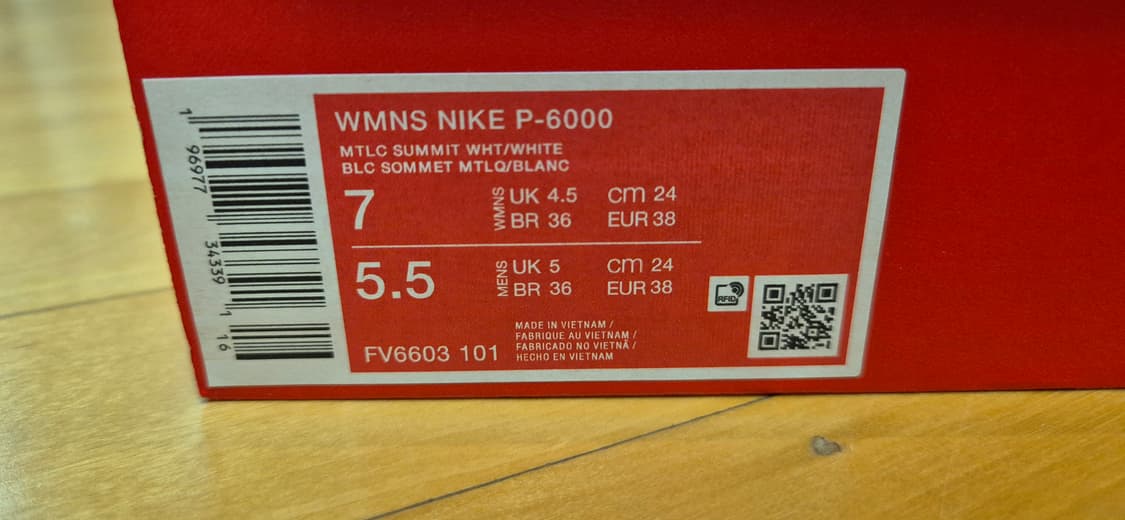 WMNS NIKE P-6000
MTLC SUMMIT WHT/WHITE
BLC SOMMET MTLQ/BLANC
7
WMNS
UK 4.5 cm 24
BR 36 EUR 38
5.5
MENS
UK 5 cm 24
BR 36 EUR 38
RFID
FV6603 101
MADE IN VIETNAM /
FABRIQUE AU VIETNAM /
FABRICADO NO VIETNÃ /
HECHO EN VIETNAM
1 96977 34339 1 16